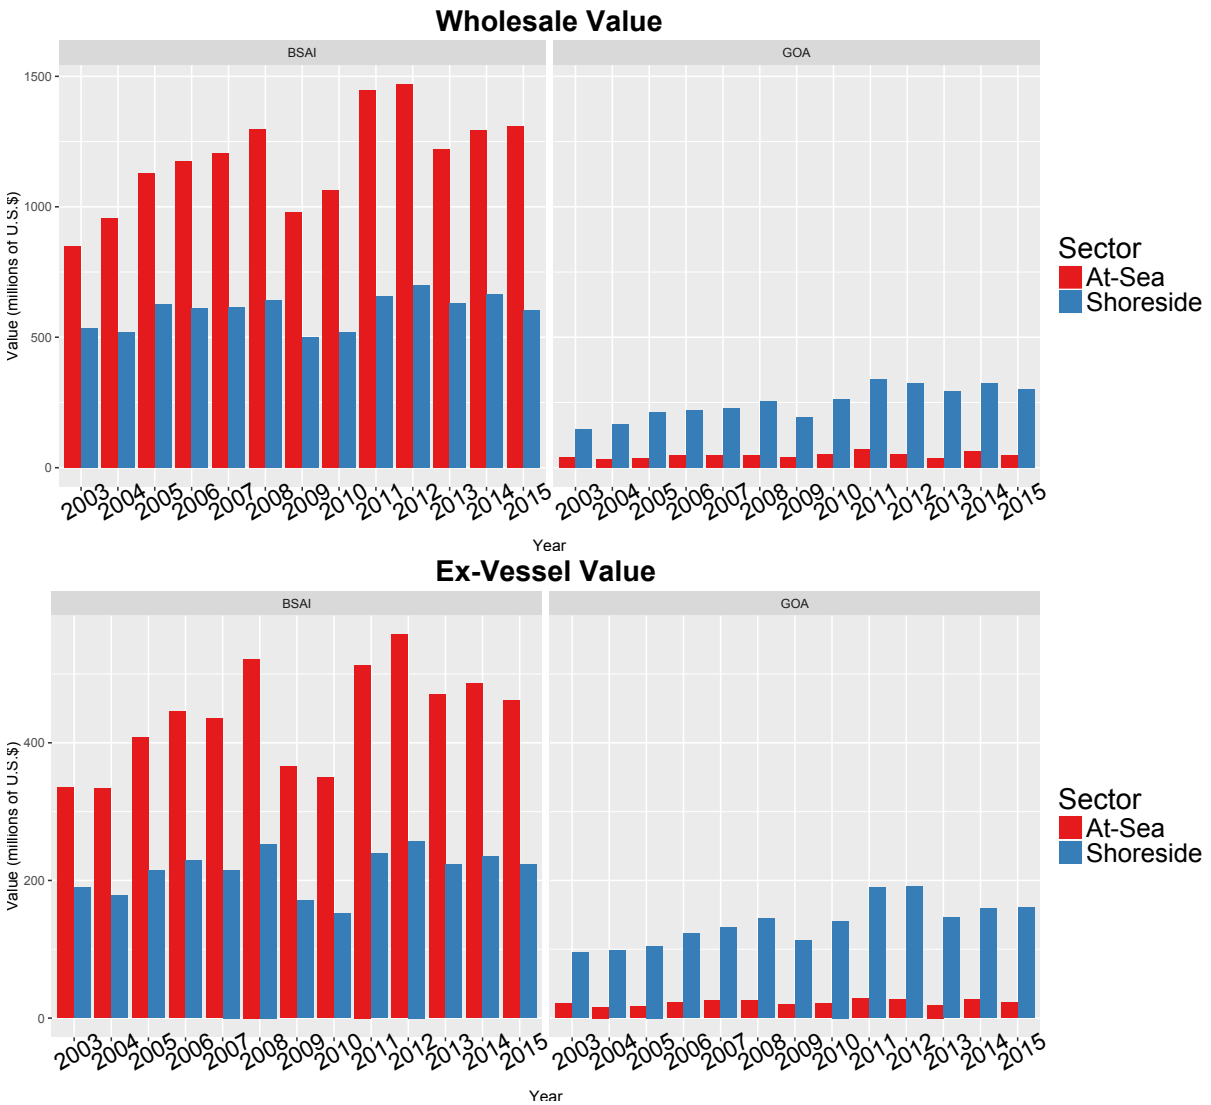 Wholesale Value
BSAI GOA
1500
1000
500
0
Value (millions of U.S.$)
2003 2004 2005 2006 2007 2008 2009 2010 2011 2012 2013 2014 2015 2003 2004 2005 2006 2007 2008 2009 2010 2011 2012 2013 2014 2015
Year
Sector
At-Sea
Shoreside
Ex-Vessel Value
BSAI GOA
400
200
0
Value (millions of U.S.$)
2003 2004 2005 2006 2007 2008 2009 2010 2011 2012 2013 2014 2015 2003 2004 2005 2006 2007 2008 2009 2010 2011 2012 2013 2014 2015
Year
Sector
At-Sea
Shoreside